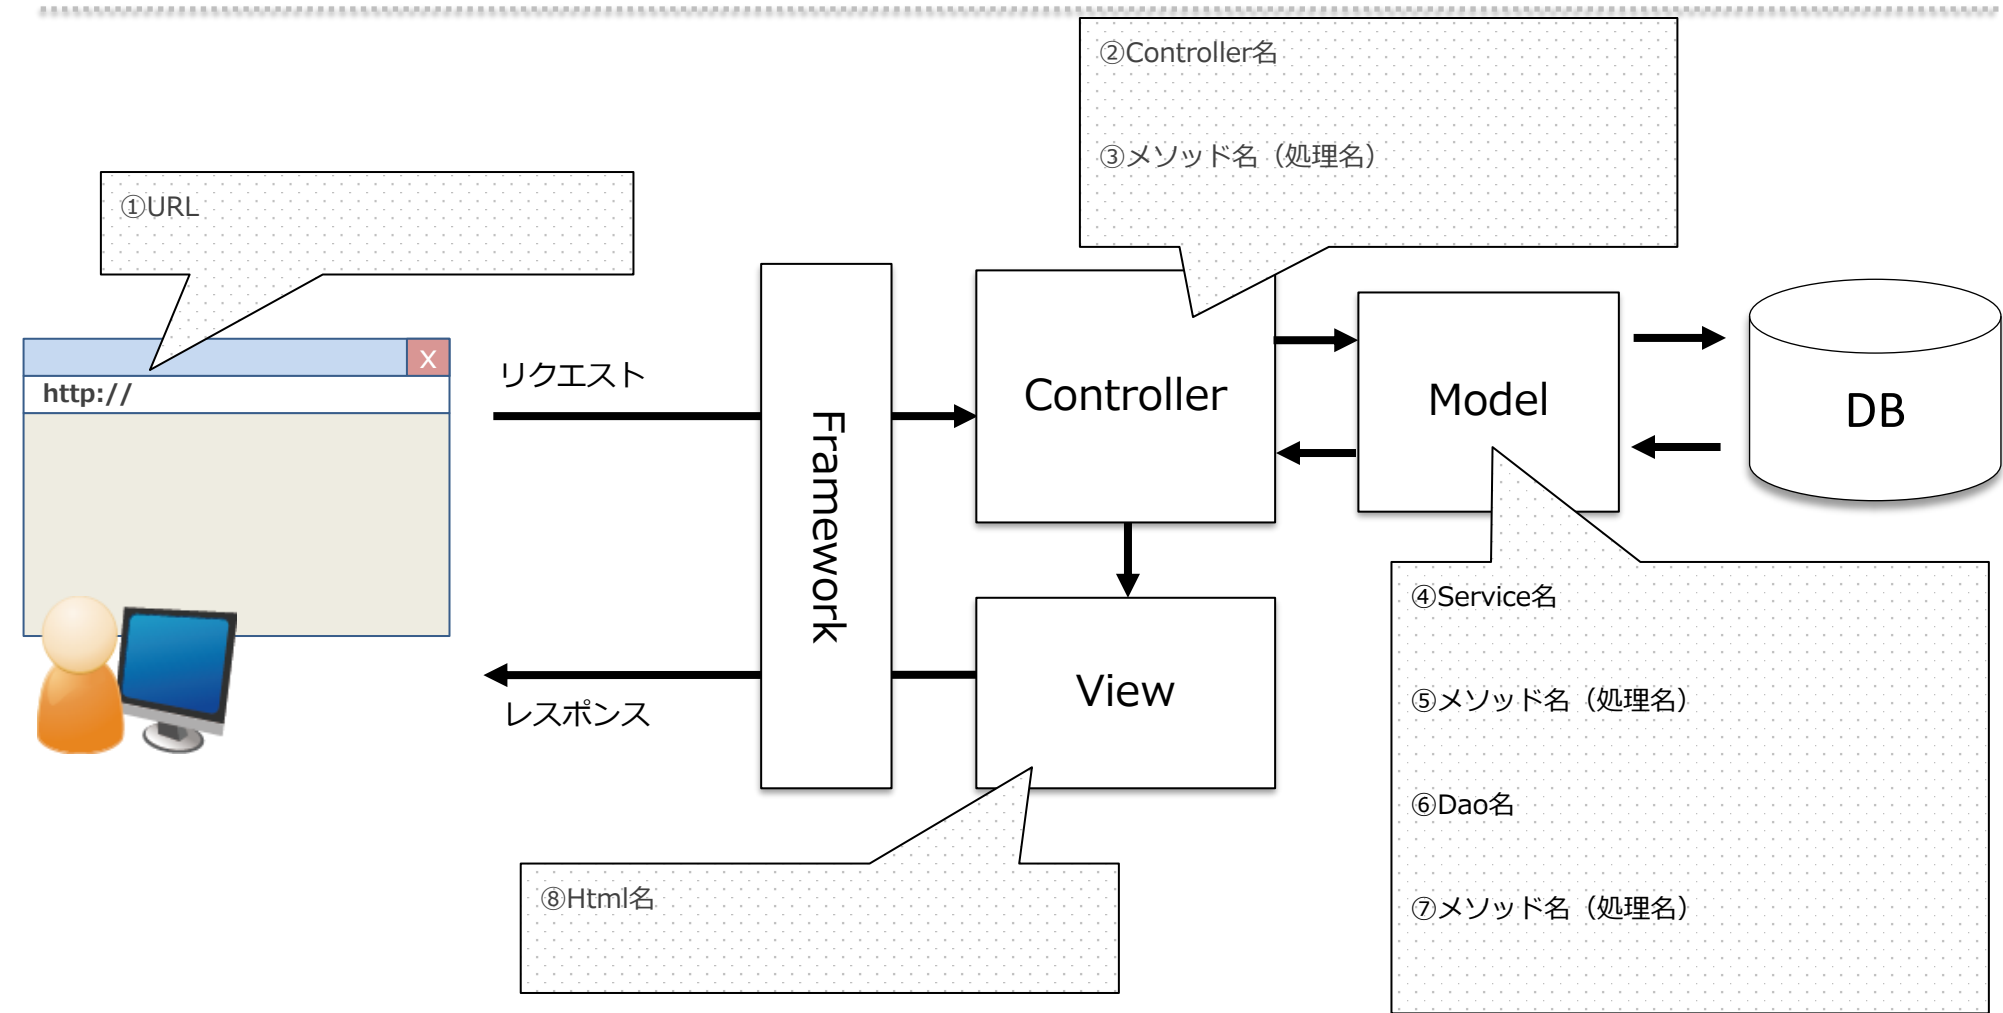 ②Controller名
③メソッド名（処理名）
①URL
X
http://
リクエスト
Framework
Controller
Model
DB
④Service名
⑤メソッド名（処理名）
⑥Dao名
⑦メソッド名（処理名）
View
レスポンス
⑧Html名